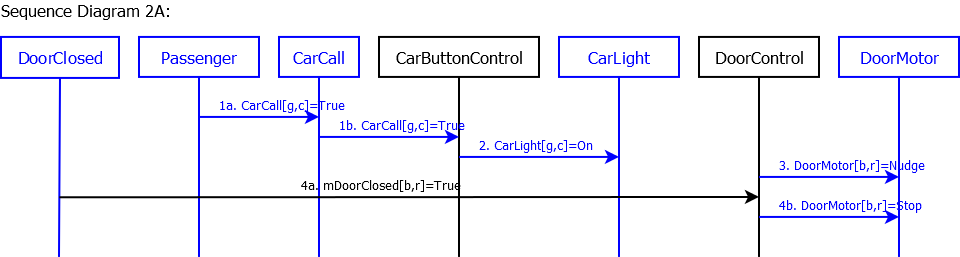 Sequence Diagram 2A:
DoorClosed
Passenger
CarCall
CarButtonControl
CarLight
DoorControl
DoorMotor
1a. CarCall[g,c]=True
1b. CarCall[g,c]=True
2. CarLight[g,c]=On
3. DoorMotor[b,r]=Nudge
4a. mDoorClosed[b,r]=True
4b. DoorMotor[b,r]=Stop